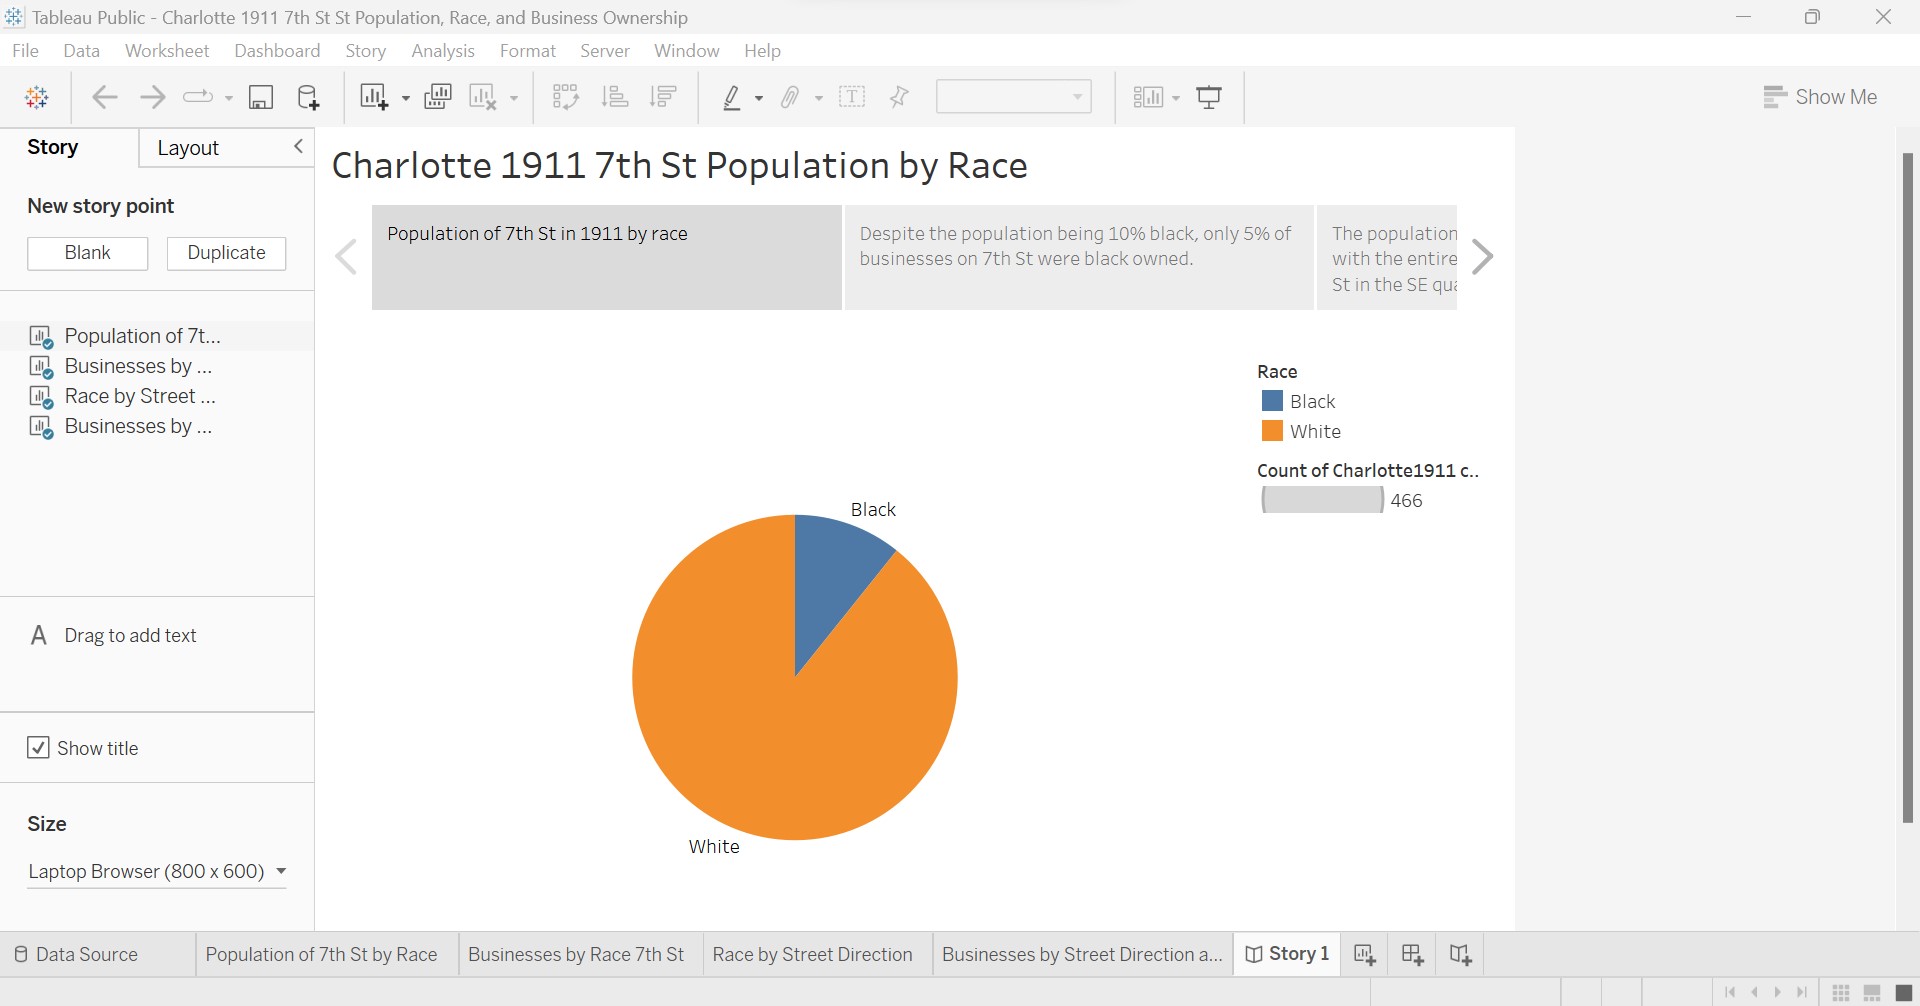 Tableau Public - Charlotte 1911 7th St St Population, Race, and Business Ownership
File Data Worksheet Dashboard Story Analysis Format Server Window Help
Show Me
Story Layout
New story point
Blank Duplicate
Population of 7t...
Businesses by ...
Race by Street ...
Businesses by ...
A Drag to add text
Show title
Size
Laptop Browser (800 x 600)
Charlotte 1911 7th St Population by Race
Population of 7th St in 1911 by race
Despite the population being 10% black, only 5% of
businesses on 7th St were black owned.
The population
with the entire
St in the SE qua
Race
Black
White
Count of Charlotte1911 c..
466
Black
White
Data Source Population of 7th St by Race Businesses by Race 7th St Race by Street Direction Businesses by Street Direction a... Story 1